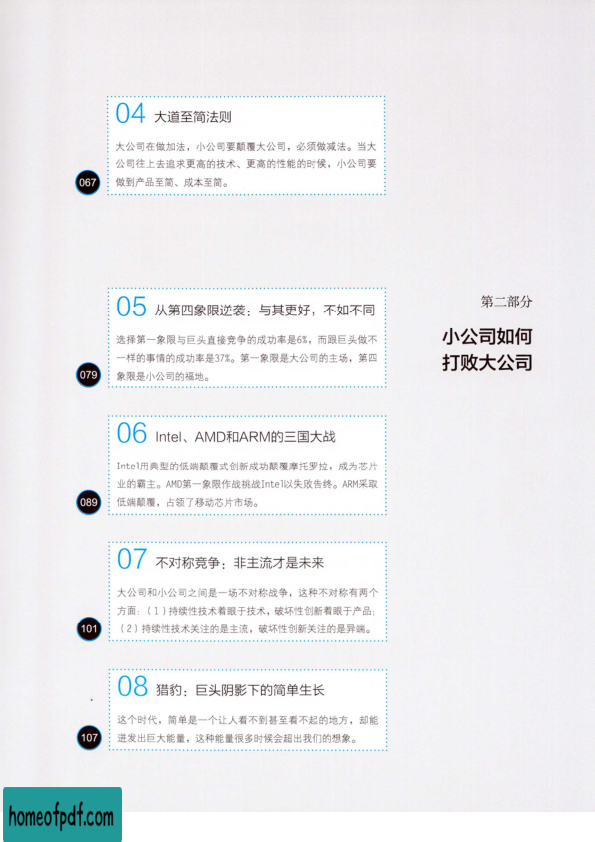 04 大道至简法则
大公司在做加法，小公司要颠覆大公司，必须做减法。当大
公司往上去追求更高的技术、更高的性能的时候，小公司要
做到产品至简、成本至简。
067
第二部分
小公司如何
打败大公司
05 从第四象限逆袭：与其更好，不如不同
选择第一象限与巨头直接竞争的成功率是6%，而跟巨头做不
一样的事情的成功率是37%。第一象限是大公司的主场，第四
象限是小公司的福地。
079
06 Intel、AMD和ARM的三国大战
Intel用典型的低端颠覆式创新成功颠覆摩托罗拉，成为芯片
业的霸主。AMD第一象限作战挑战Intel以失败告终。ARM采取
低端颠覆，占领了移动芯片市场。
089
07 不对称竞争：非主流才是未来
大公司和小公司之间是一场不对称战争，这种不对称有两个
方面：（1）持续性技术着眼于技术，破坏性创新着眼于产品；
（2）持续性技术关注的是主流，破坏性创新关注的是异端。
101
08 猎豹：巨头阴影下的简单生长
这个时代，简单是一个让人看不到甚至看不起的地方，却能
迸发出巨大能量，这种能量很多时候会超出我们的想象。
107
homeofpdf.com